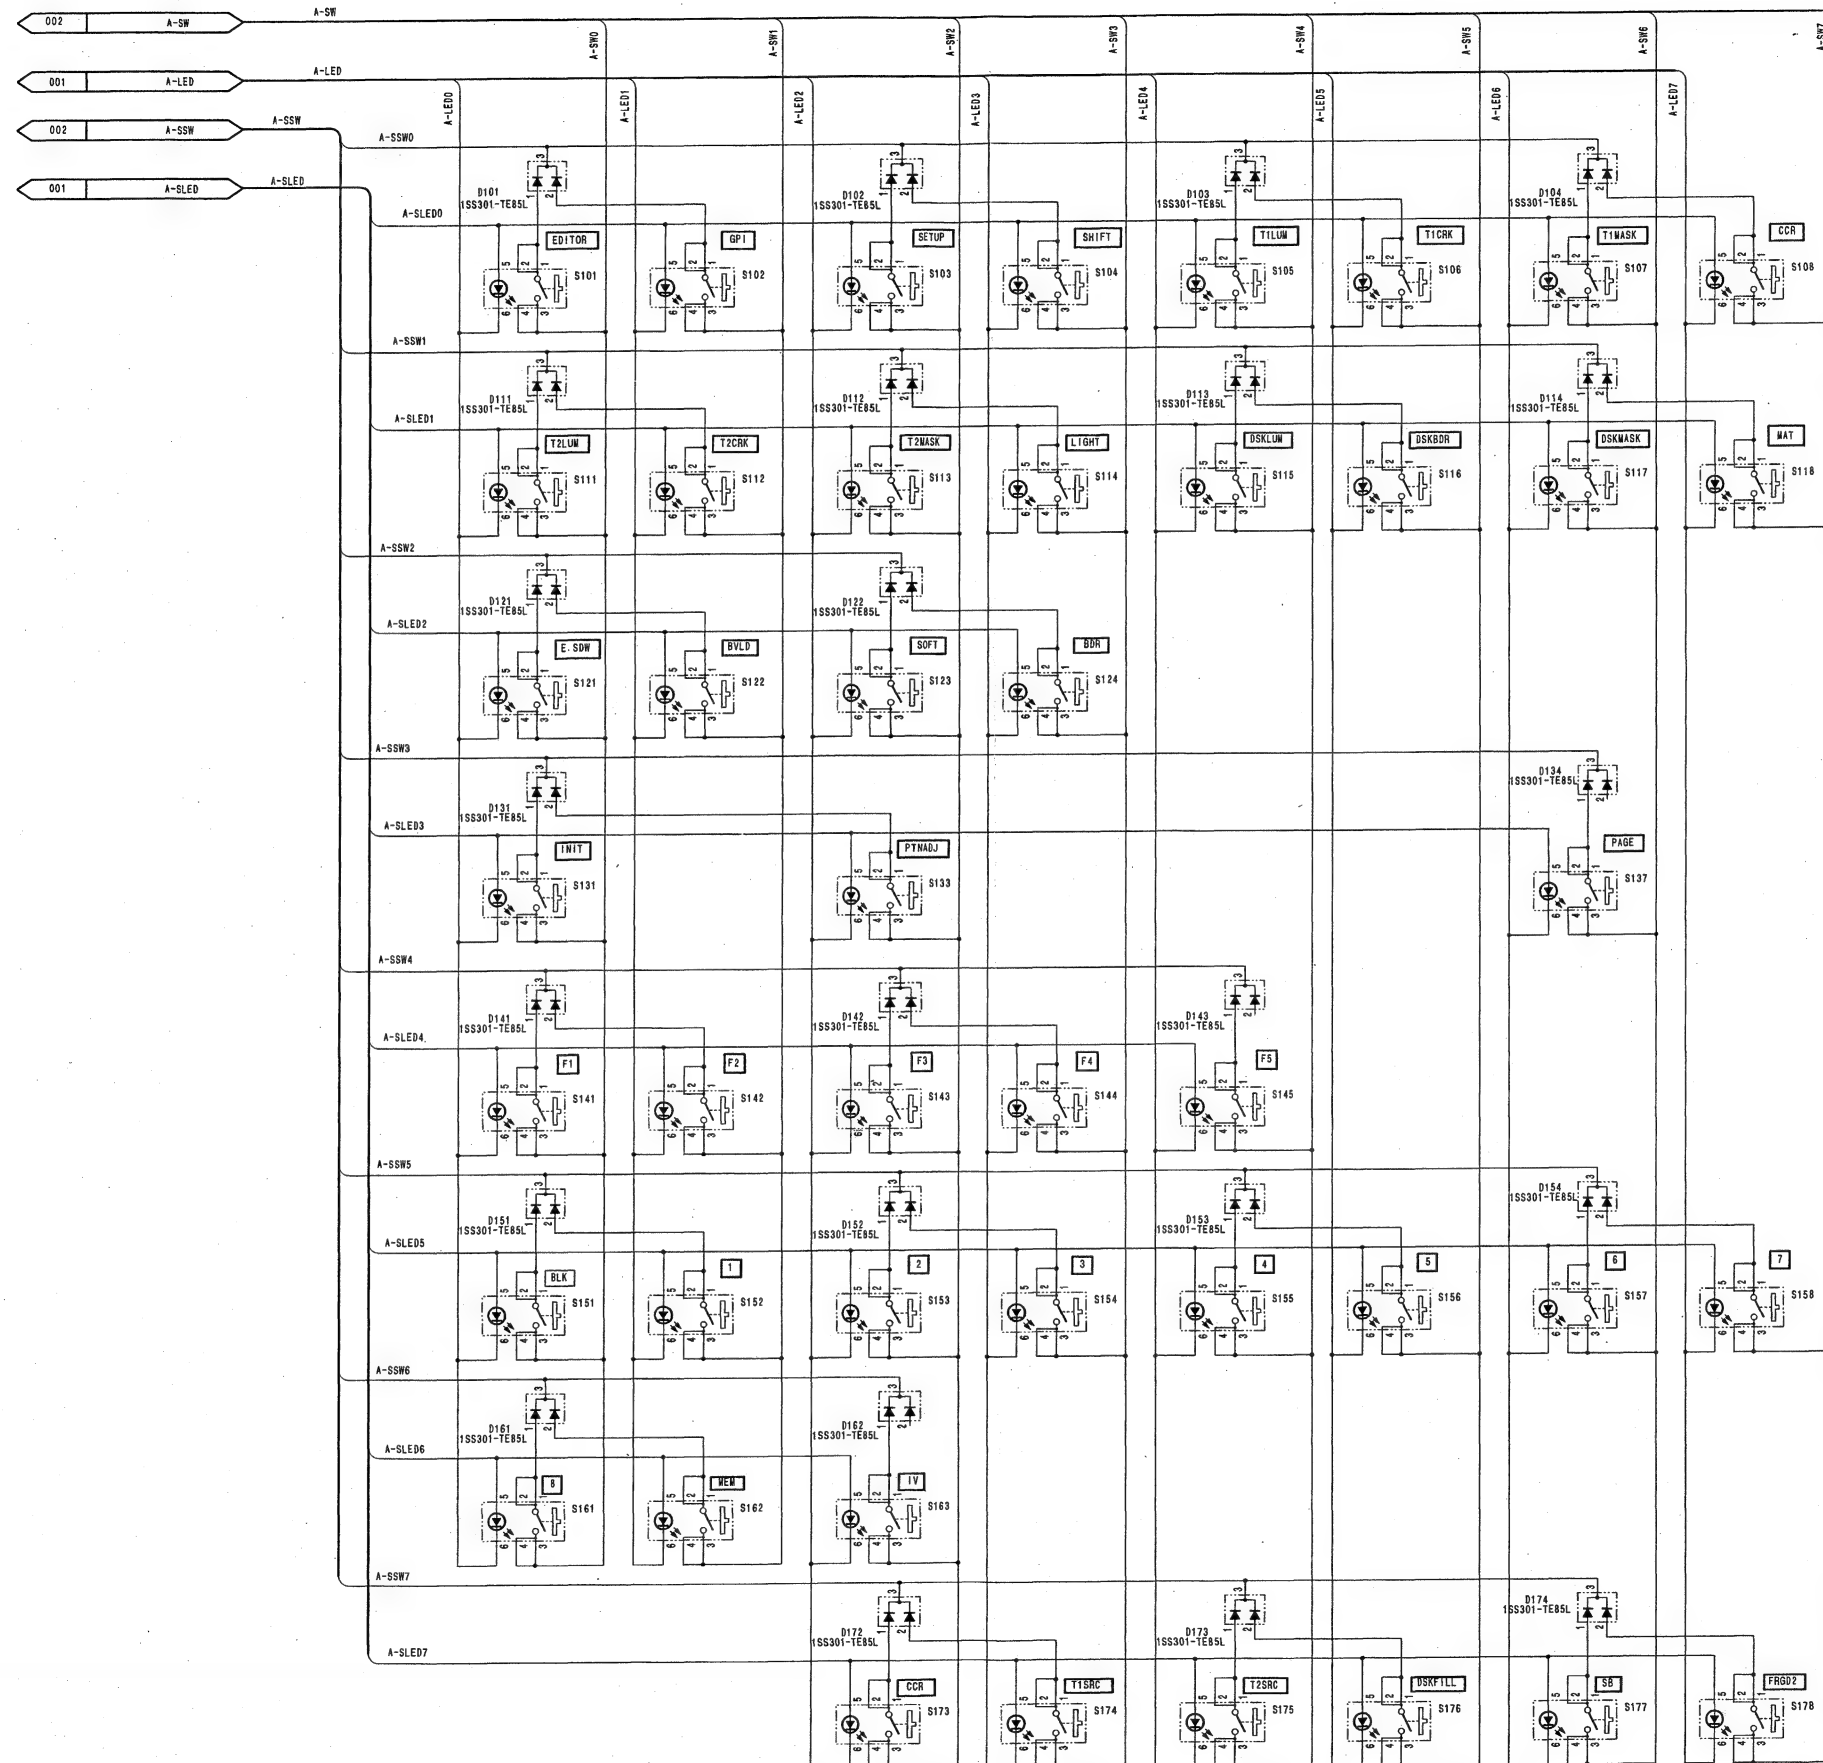 002 A-SW A-SW
001 A-LED A-LED
002 A-SSW A-SSW
001 A-SLED A-SLED
A-SW0 A-SW1 A-SW2 A-SW3 A-SW4 A-SW5 A-SW6 A-SW7
A-LED0 A-LED1 A-LED2 A-LED3 A-LED4 A-LED5 A-LED6 A-LED7
A-SSW0
D101 D102 D103 D104
1SS301-TE85L 1SS301-TE85L 1SS301-TE85L 1SS301-TE85L
A-SLED0
EDITOR GPI SETUP SHIFT T1LUM T1CRK T1MASK CCR
S101 S102 S103 S104 S105 S106 S107 S108
A-SSW1
D111 D112 D113 D114
1SS301-TE85L 1SS301-TE85L 1SS301-TE85L 1SS301-TE85L
A-SLED1
T2LUM T2CRK T2MASK LIGHT DSKLUM DSKBDR DSKMASK MAT
S111 S112 S113 S114 S115 S116 S117 S118
A-SSW2
D121 D122
1SS301-TE85L 1SS301-TE85L
A-SLED2
E.SDW BVLD SOFT BDR
S121 S122 S123 S124
A-SSW3
D131 D134
1SS301-TE85L 1SS301-TE85L
A-SLED3
INIT PTNADJ PAGE
S131 S133 S137
A-SSW4
D141 D142 D143
1SS301-TE85L 1SS301-TE85L 1SS301-TE85L
A-SLED4
F1 F2 F3 F4 F5
S141 S142 S143 S144 S145
A-SSW5
D151 D152 D153 D154
1SS301-TE85L 1SS301-TE85L 1SS301-TE85L 1SS301-TE85L
A-SLED5
BLK 1 2 3 4 5 6 7
S151 S152 S153 S154 S155 S156 S157 S158
A-SSW6
D161 D162
1SS301-TE85L 1SS301-TE85L
A-SLED6
8 MEM IV
S161 S162 S163
A-SSW7
D172 D173 D174
1SS301-TE85L 1SS301-TE85L 1SS301-TE85L
A-SLED7
CCR T1SRC T2SRC DSKFILL SB FRGD2
S173 S174 S175 S176 S177 S178